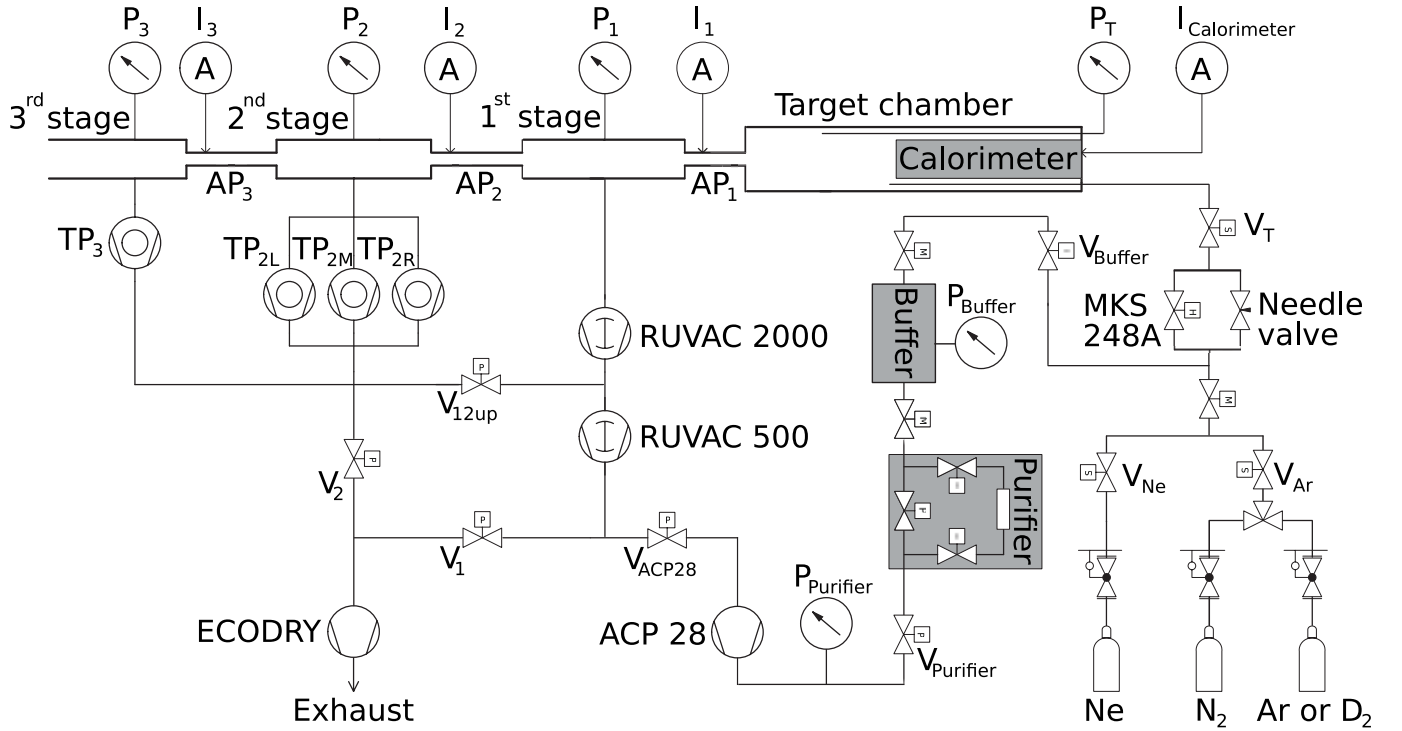 P3 I3 P2 I2 P1 I1 PT ICalorimeter
A A A A
3rd stage 2nd stage 1st stage Target chamber
Calorimeter
AP3 AP2 AP1
TP3 TP2L TP2M TP2R
S VT
M VBuffer
Buffer PBuffer
MKS 248A H Needle valve
RUVAC 2000
P
V12up
M M
RUVAC 500
P
V2
S VNe S VAr
Purifier
P
P P
V1 VACP28
PPurifier
ECODRY ACP 28
P
VPurifier
Exhaust
Ne N2 Ar or D2